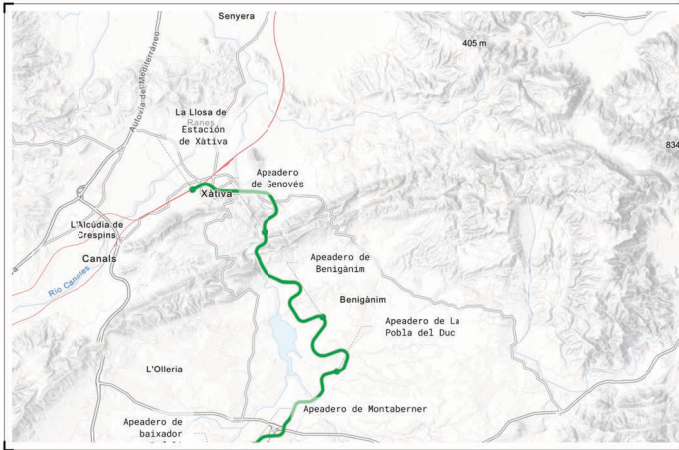 Senyera
405 m
Autovía del Mediterráneo
834
La Llosa de
Ranes
Estación
de Xàtiva
Apeadero
de Genovés
Xàtiva
L'Alcúdia de
Crespins
Canals
Río Canyles
Apeadero de
Benigànim
Benigànim
Apeadero de La
Pobla del Duc
L'Olleria
Apeadero de Montaberner
Apeadero de
baixador